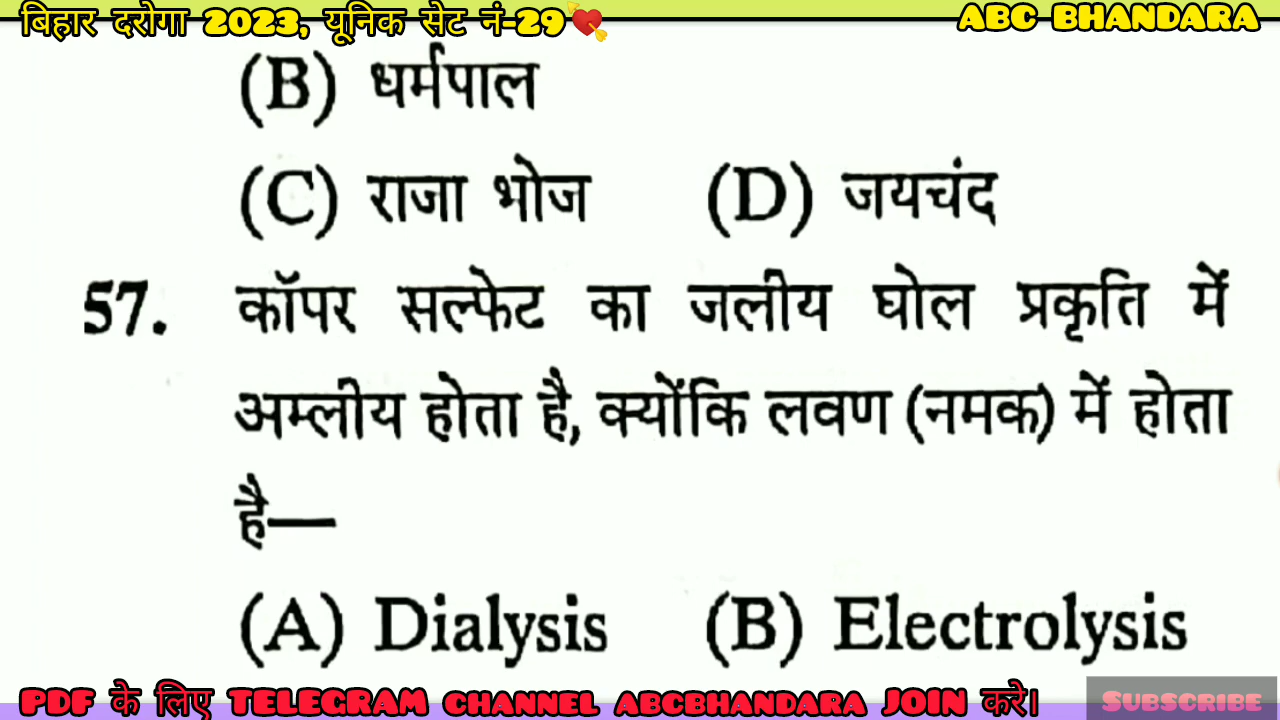 बिहार दरोगा 2023, यूनिक सेट नं-29
ABC BHANDARA
(B) धर्मपाल
(C) राजा भोज (D) जयचंद
57. कॉपर सल्फेट का जलीय घोल प्रकृति में
अम्लीय होता है, क्योंकि लवण (नमक) में होता
है—
(A) Dialysis (B) Electrolysis
PDF के लिए TELEGRAM CHANNEL ABCBHANDARA JOIN करे।
SUBSCRIBE